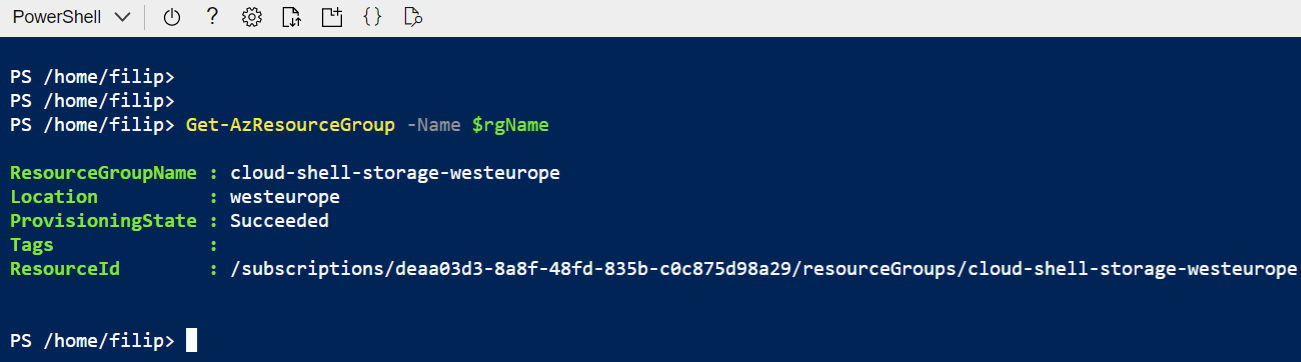 PowerShell ? { }
PS /home/filip>
PS /home/filip>
PS /home/filip> Get-AzResourceGroup -Name $rgName
ResourceGroupName : cloud-shell-storage-westeurope
Location          : westeurope
ProvisioningState : Succeeded
Tags              :
ResourceId        : /subscriptions/deaa03d3-8a8f-48fd-835b-c0c875d98a29/resourceGroups/cloud-shell-storage-westeurope
PS /home/filip>